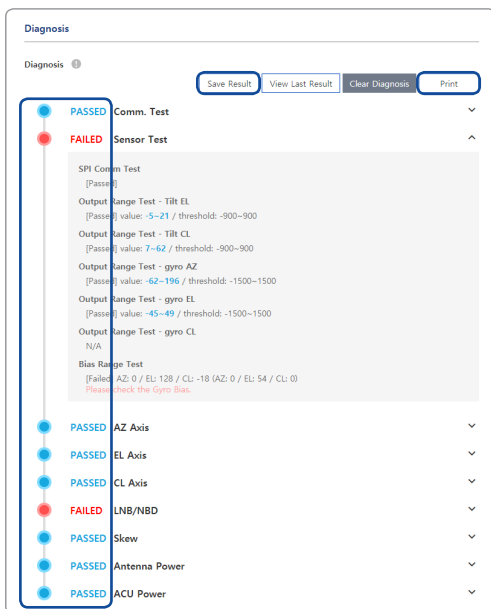 Diagnosis
Diagnosis !
Save Result View Last Result Clear Diagnosis Print
PASSED Comm. Test
FAILED Sensor Test
SPI Comm Test
[Passed]
Output Range Test - Tilt EL
[Passed] value: -5~21 / threshold: -900~900
Output Range Test - Tilt CL
[Passed] value: 7~62 / threshold: -900~900
Output Range Test - gyro AZ
[Passed] value: -62~196 / threshold: -1500~1500
Output Range Test - gyro EL
[Passed] value: -45~49 / threshold: -1500~1500
Output Range Test - gyro CL
N/A
Bias Range Test
[Failed] AZ: 0 / EL: 128 / CL: -18 (AZ: 0 / EL: 54 / CL: 0)
Please check the Gyro Bias.
PASSED AZ Axis
PASSED EL Axis
PASSED CL Axis
FAILED LNB/NBD
PASSED Skew
PASSED Antenna Power
PASSED ACU Power